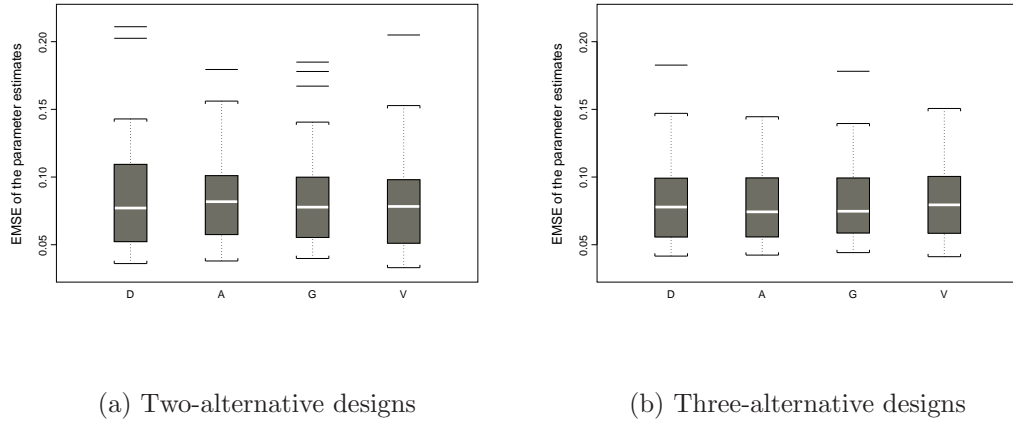 EMSE of the parameter estimates
0.20
0.15
0.10
0.05
D A G V
(a) Two-alternative designs
EMSE of the parameter estimates
0.20
0.15
0.10
0.05
D A G V
(b) Three-alternative designs